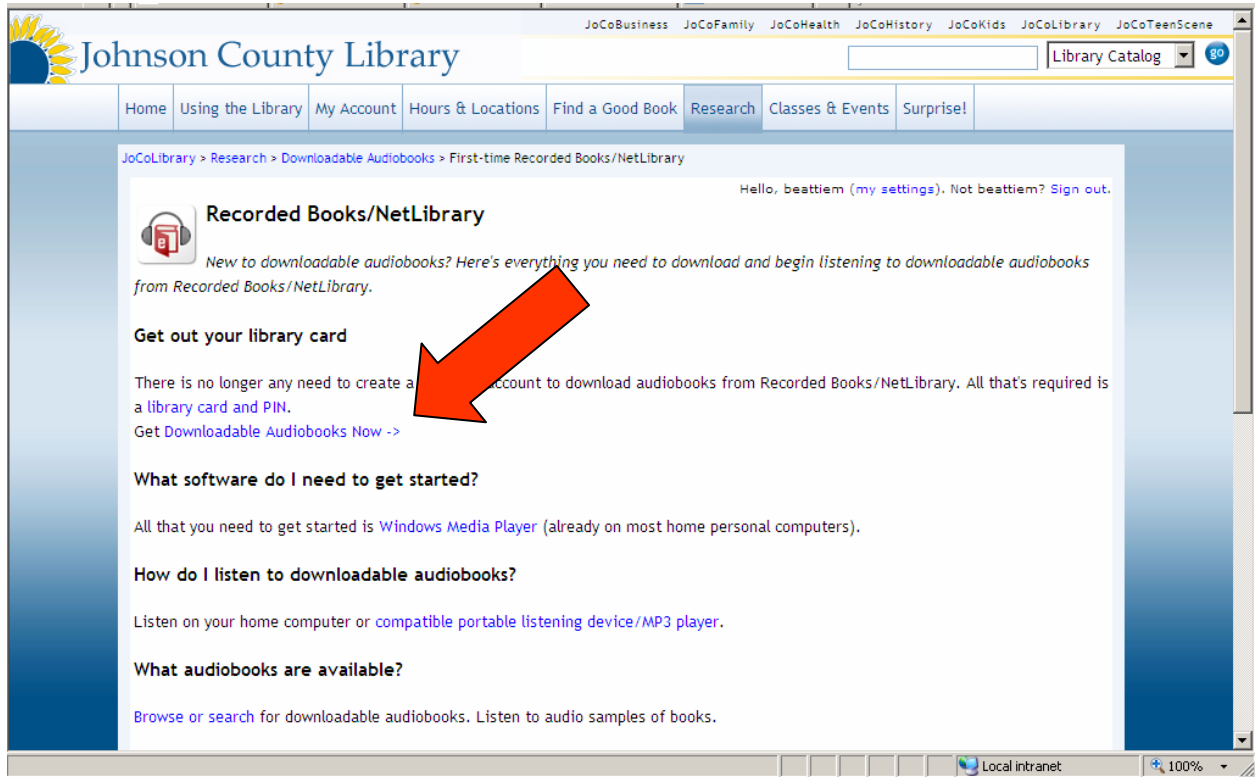 JoCoBusiness JoCoFamily JoCoHealth JoCoHistory JoCoKids JoCoLibrary JoCoTeenScene
Johnson County Library
Library Catalog go
Home Using the Library My Account Hours & Locations Find a Good Book Research Classes & Events Surprise!
JoCoLibrary > Research > Downloadable Audiobooks > First-time Recorded Books/NetLibrary
Hello, beattiem (my settings). Not beattiem? Sign out.
Recorded Books/NetLibrary
New to downloadable audiobooks? Here's everything you need to download and begin listening to downloadable audiobooks
from Recorded Books/NetLibrary.
Get out your library card
There is no longer any need to create a account to download audiobooks from Recorded Books/NetLibrary. All that's required is
a library card and PIN.
Get Downloadable Audiobooks Now ->
What software do I need to get started?
All that you need to get started is Windows Media Player (already on most home personal computers).
How do I listen to downloadable audiobooks?
Listen on your home computer or compatible portable listening device/MP3 player.
What audiobooks are available?
Browse or search for downloadable audiobooks. Listen to audio samples of books.
Local intranet 100%